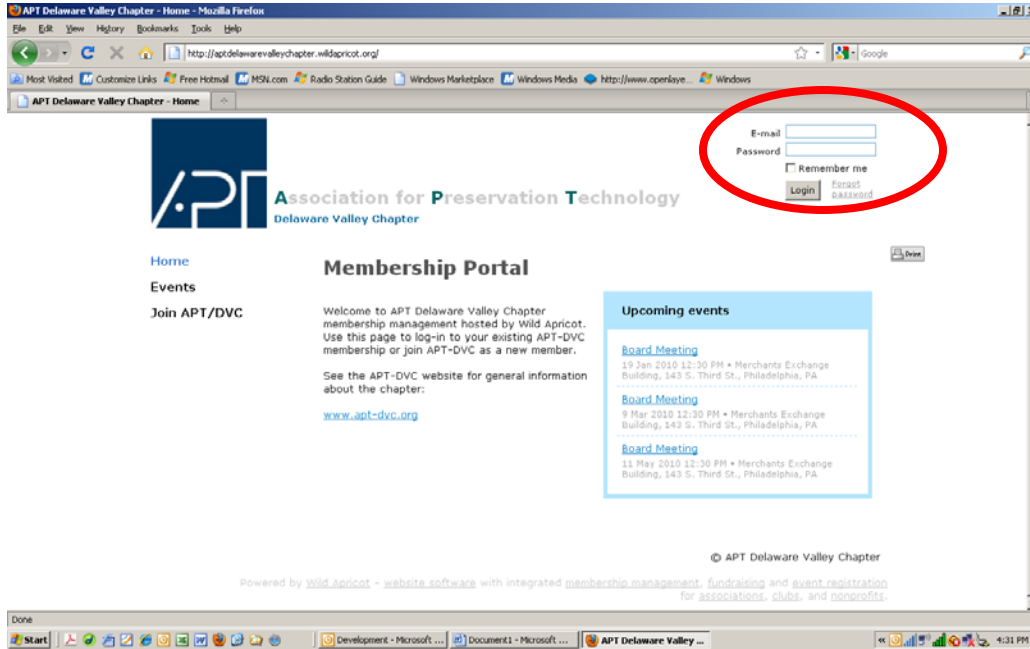 APT Delaware Valley Chapter - Home - Mozilla Firefox
File Edit View History Bookmarks Tools Help
http://aptdelawarevalleychapter.wildapricot.org/
Google
Most Visited Customize Links Free Hotmail MSN.com Radio Station Guide Windows Marketplace Windows Media http://www.openlaye... Windows
APT Delaware Valley Chapter - Home
E-mail
Password
Remember me
Login Forgot password
APT
Association for Preservation Technology
Delaware Valley Chapter
Print
Home
Events
Join APT/DVC
Membership Portal
Welcome to APT Delaware Valley Chapter
membership management hosted by Wild Apricot.
Use this page to log-in to your existing APT-DVC
membership or join APT-DVC as a new member.
See the APT-DVC website for general information
about the chapter:
www.apt-dvc.org
Upcoming events
Board Meeting
19 Jan 2010 12:30 PM • Merchants Exchange
Building, 143 S. Third St., Philadelphia, PA
Board Meeting
9 Mar 2010 12:30 PM • Merchants Exchange
Building, 143 S. Third St., Philadelphia, PA
Board Meeting
11 May 2010 12:30 PM • Merchants Exchange
Building, 143 S. Third St., Philadelphia, PA
© APT Delaware Valley Chapter
Powered by Wild Apricot - website software with integrated membership management, fundraising and event registration
for associations, clubs, and nonprofits.
Done
Start Development - Microsoft ... Document1 - Microsoft ... APT Delaware Valley ... 4:31 PM